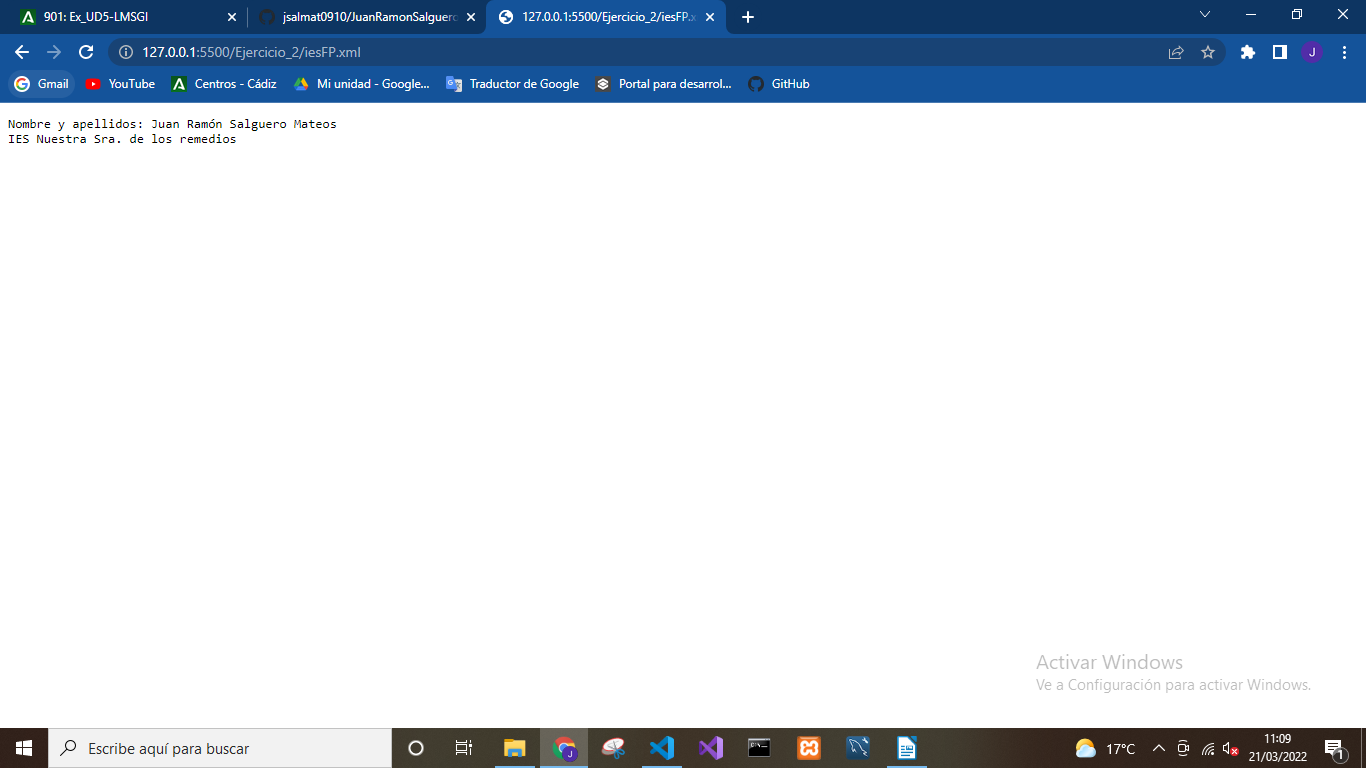 901: Ex_UD5-LMSGI
jsalmat0910/JuanRamonSalguero
127.0.0.1:5500/Ejercicio_2/iesFP.x
127.0.0.1:5500/Ejercicio_2/iesFP.xml
J
Gmail
YouTube
Centros - Cádiz
Mi unidad - Google...
Traductor de Google
Portal para desarrol...
GitHub
Nombre y apellidos: Juan Ramón Salguero Mateos
IES Nuestra Sra. de los remedios
Activar Windows
Ve a Configuración para activar Windows.
Escribe aquí para buscar
J
17°C
11:09
21/03/2022
1